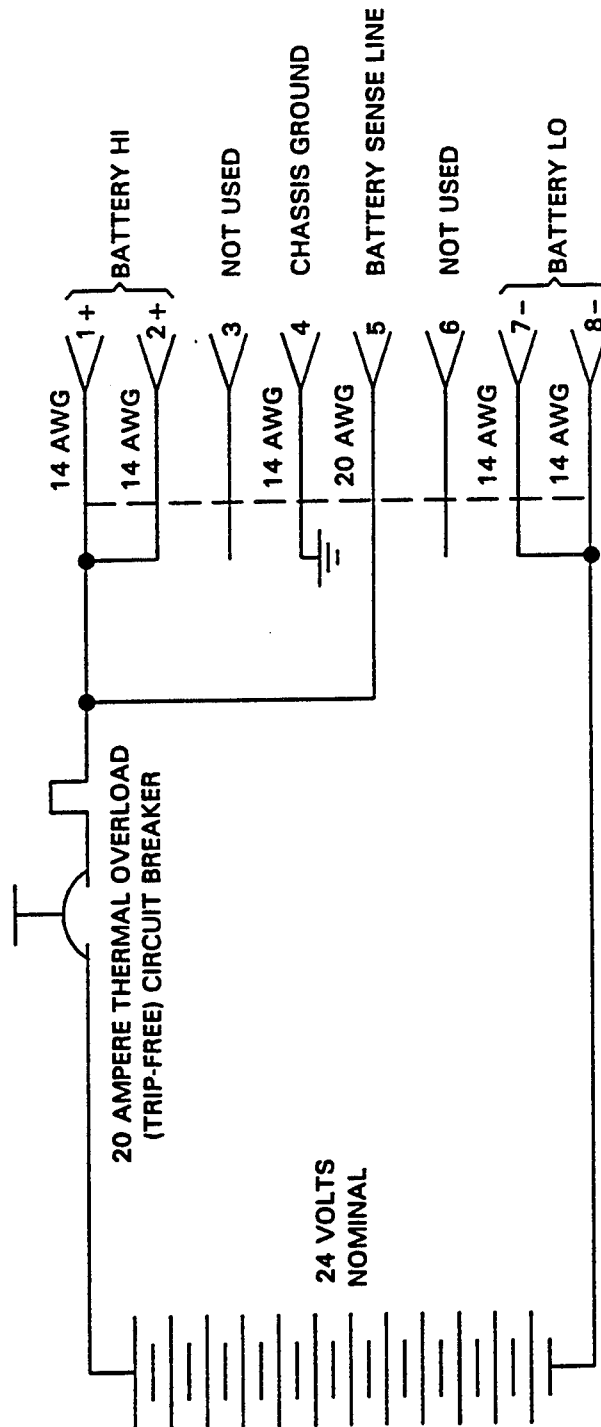 14 AWG
1+
BATTERY HI
14 AWG
2+
3
NOT USED
14 AWG
4
CHASSIS GROUND
20 AWG
5
BATTERY SENSE LINE
6
NOT USED
14 AWG
7-
BATTERY LO
14 AWG
8-
20 AMPERE THERMAL OVERLOAD
(TRIP-FREE) CIRCUIT BREAKER
24 VOLTS
NOMINAL